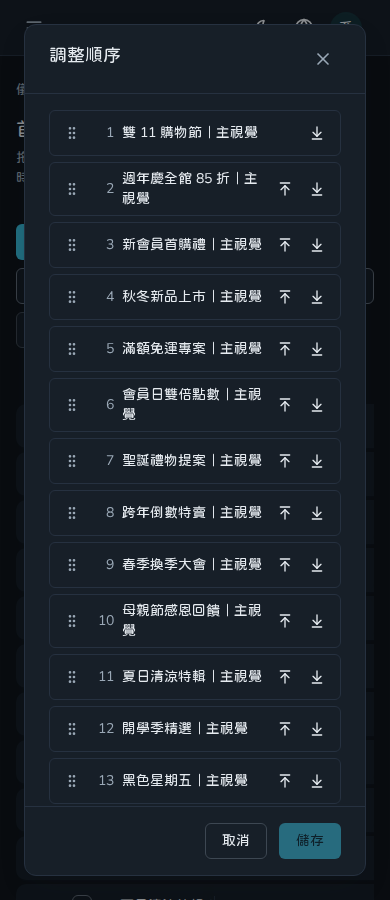 調整順序
1 雙 11 購物節｜主視覺
2 週年慶全館 85 折｜主
視覺
3 新會員首購禮｜主視覺
4 秋冬新品上市｜主視覺
5 滿額免運專案｜主視覺
6 會員日雙倍點數｜主視
覺
7 聖誕禮物提案｜主視覺
8 跨年倒數特賣｜主視覺
9 春季換季大會｜主視覺
10 母親節感恩回饋｜主視
覺
11 夏日清涼特輯｜主視覺
12 開學季精選｜主視覺
13 黑色星期五｜主視覺
取消
儲存